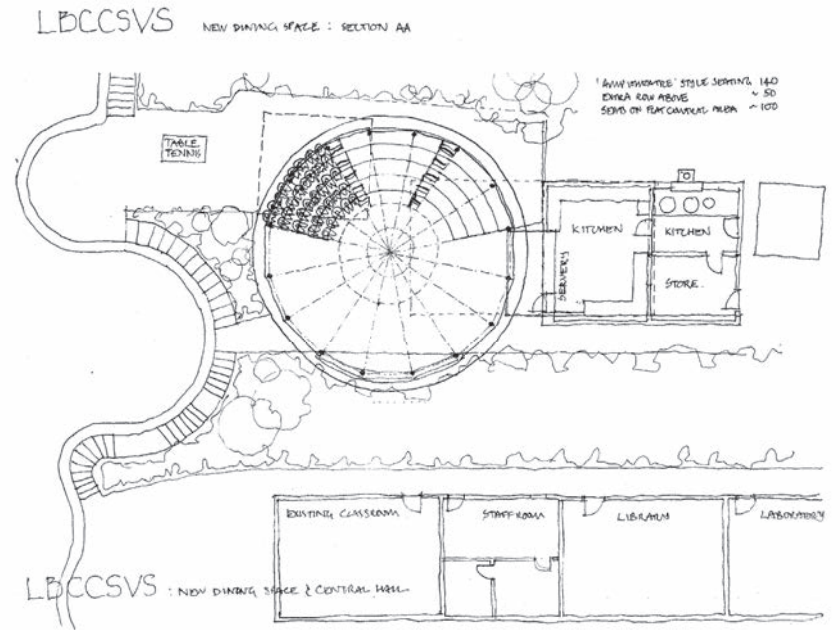 LBCCSVS NEW DINING SPACE : SECTION AA
'AMPHITHEATRE' STYLE SEATING 140
EXTRA ROW ABOVE ~ 50
SEATS ON FLAT CENTRAL AREA ~100
TABLE
TENNIS
KITCHEN
KITCHEN
SERVERY
STORE.
EXISTING CLASSROOM
STAFFROOM
LIBRARY
LABORATORY
LBCCSVS : NEW DINING SPACE & CENTRAL HALL